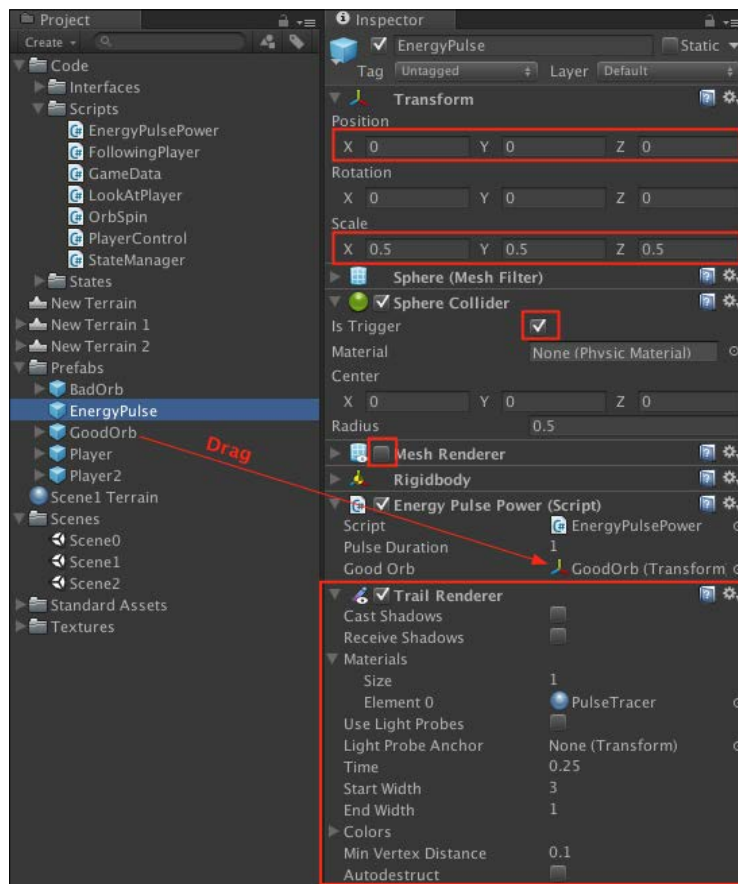 Project
Create
Code
Interfaces
Scripts
EnergyPulsePower
FollowingPlayer
GameData
LookAtPlayer
OrbSpin
PlayerControl
StateManager
States
New Terrain
New Terrain 1
New Terrain 2
Prefabs
BadOrb
EnergyPulse
GoodOrb
Player
Player2
Scene1 Terrain
Scenes
Scene0
Scene1
Scene2
Standard Assets
Textures
Drag
Inspector
EnergyPulse Static
Tag Untagged Layer Default
Transform
Position
X 0 Y 0 Z 0
Rotation
X 0 Y 0 Z 0
Scale
X 0.5 Y 0.5 Z 0.5
Sphere (Mesh Filter)
Sphere Collider
Is Trigger
Material None (Physic Material)
Center
X 0 Y 0 Z 0
Radius 0.5
Mesh Renderer
Rigidbody
Energy Pulse Power (Script)
Script EnergyPulsePower
Pulse Duration 1
Good Orb GoodOrb (Transform
Trail Renderer
Cast Shadows
Receive Shadows
Materials
Size 1
Element 0 PulseTracer
Use Light Probes
Light Probe Anchor None (Transform)
Time 0.25
Start Width 3
End Width 1
Colors
Min Vertex Distance 0.1
Autodestruct